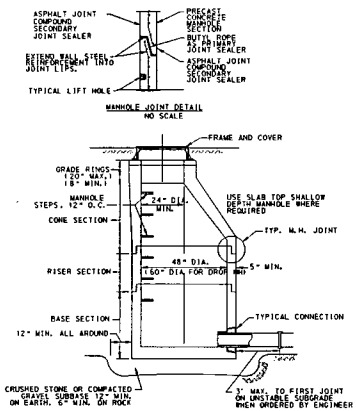 ASPHALT JOINT
COMPOUND
SECONDARY
JOINT SEALER
EXTEND WALL STEEL
REINFORCEMENT INTO
JOINT LIPS.
TYPICAL LIFT HOLE
PRECAST
CONCRETE
MANHOLE
SECTION
BUTYL ROPE
AS PRIMARY
JOINT SEALER
ASPHALT JOINT
COMPOUND
SECONDARY
JOINT SEALER
MANHOLE JOINT DETAIL
NO SCALE
FRAME AND COVER
GRADE RINGS
(20" MAX.)
(8" MIN.)
MANHOLE
STEPS, 12" O.C.
CONE SECTION
24" DIA.
MIN.
USE SLAB TOP SHALLOW
DEPTH MANHOLE WHERE
REQUIRED
TYP. M.H. JOINT
48" DIA.
RISER SECTION
(60" DIA FOR DROP MH)
5" MIN.
BASE SECTION
TYPICAL CONNECTION
12" MIN. ALL AROUND
CRUSHED STONE OR COMPACTED
GRAVEL SUBBASE 12" MIN.
ON EARTH. 6" MIN. ON ROCK
3' MAX. TO FIRST JOINT
ON UNSTABLE SUBGRADE
WHEN ORDERED BY ENGINEER